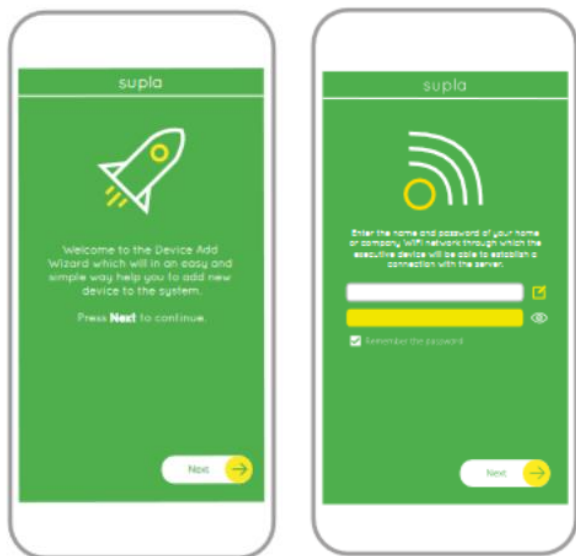 supla
Welcome to the Device Add
Wizard which will in an easy and
simple way help you to add new
device to the system.
Press Next to continue.
Next
supla
Enter the name and password of your home
or company WiFi network through which the
executive device will be able to establish a
connection with the server.
Remember the password
Next